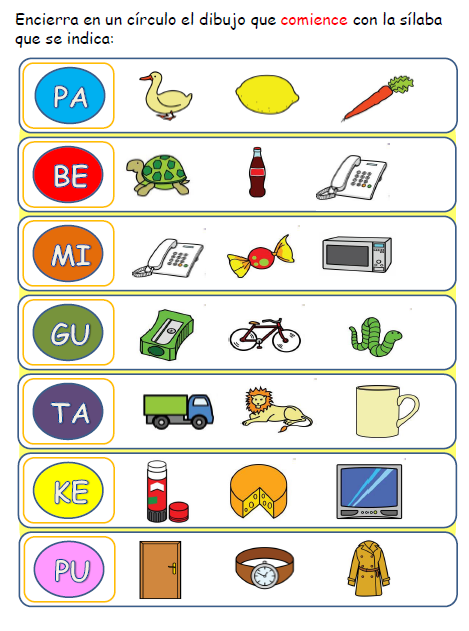 Encierra en un círculo el dibujo que comience con la sílaba
que se indica:
PA
BE
MI
GU
TA
KE
PU